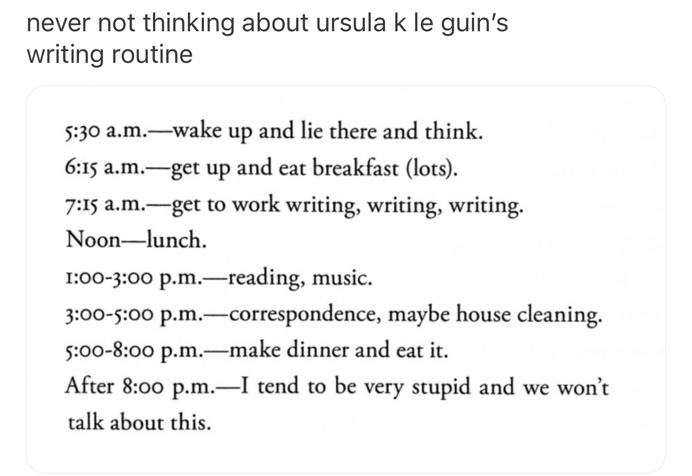 never not thinking about ursula k le guin’s
writing routine
5:30 a.m.—wake up and lie there and think.
6:15 a.m.—get up and eat breakfast (lots).
7:15 a.m.—get to work writing, writing, writing.
Noon—lunch.
1:00-3:00 p.m.—reading, music.
3:00-5:00 p.m.—correspondence, maybe house cleaning.
5:00-8:00 p.m.—make dinner and eat it.
After 8:00 p.m.—I tend to be very stupid and we won’t
talk about this.